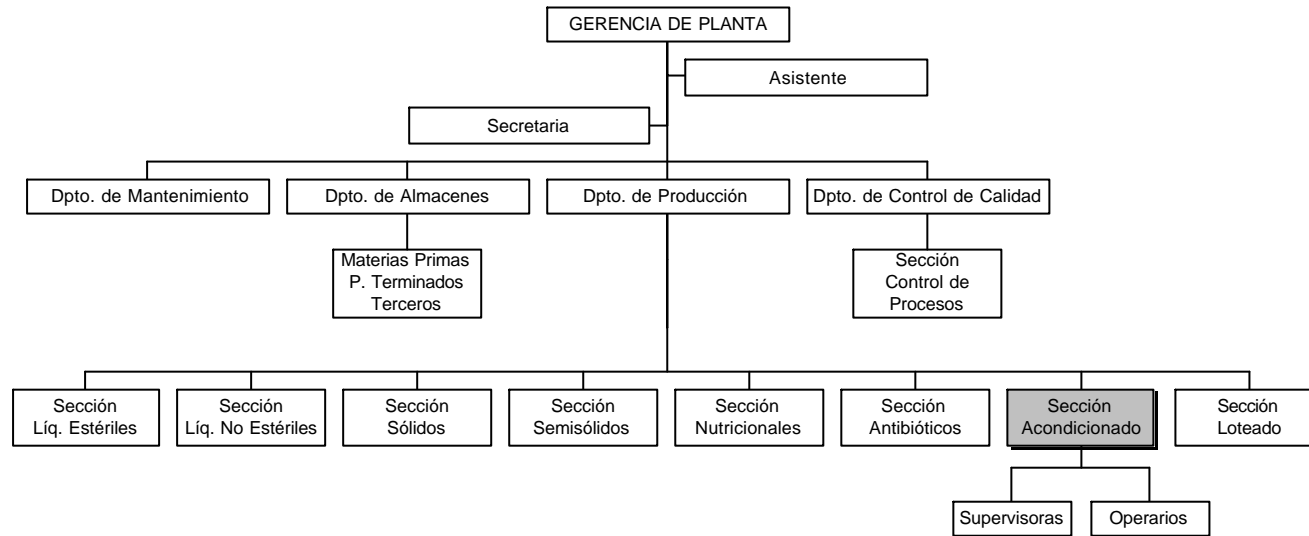 GERENCIA DE PLANTA
Asistente
Secretaria
Dpto. de Mantenimiento
Dpto. de Almacenes
Dpto. de Producción
Dpto. de Control de Calidad
Materias Primas
P. Terminados
Terceros
Sección
Control de
Procesos
Sección
Líq. Estériles
Sección
Líq. No Estériles
Sección
Sólidos
Sección
Semisólidos
Sección
Nutricionales
Sección
Antibióticos
Sección
Acondicionado
Sección
Loteado
Supervisoras
Operarios